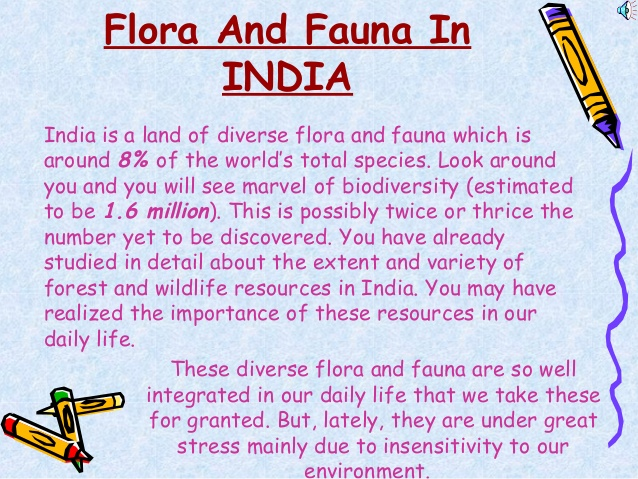 Flora And Fauna In
INDIA
India is a land of diverse flora and fauna which is
around 8% of the world's total species. Look around
you and you will see marvel of biodiversity (estimated
to be 1.6 million). This is possibly twice or thrice the
number yet to be discovered. You have already
studied in detail about the extent and variety of
forest and wildlife resources in India. You may have
realized the importance of these resources in our
daily life.
These diverse flora and fauna are so well
integrated in our daily life that we take these
for granted. But, lately, they are under great
stress mainly due to insensitivity to our
environment.